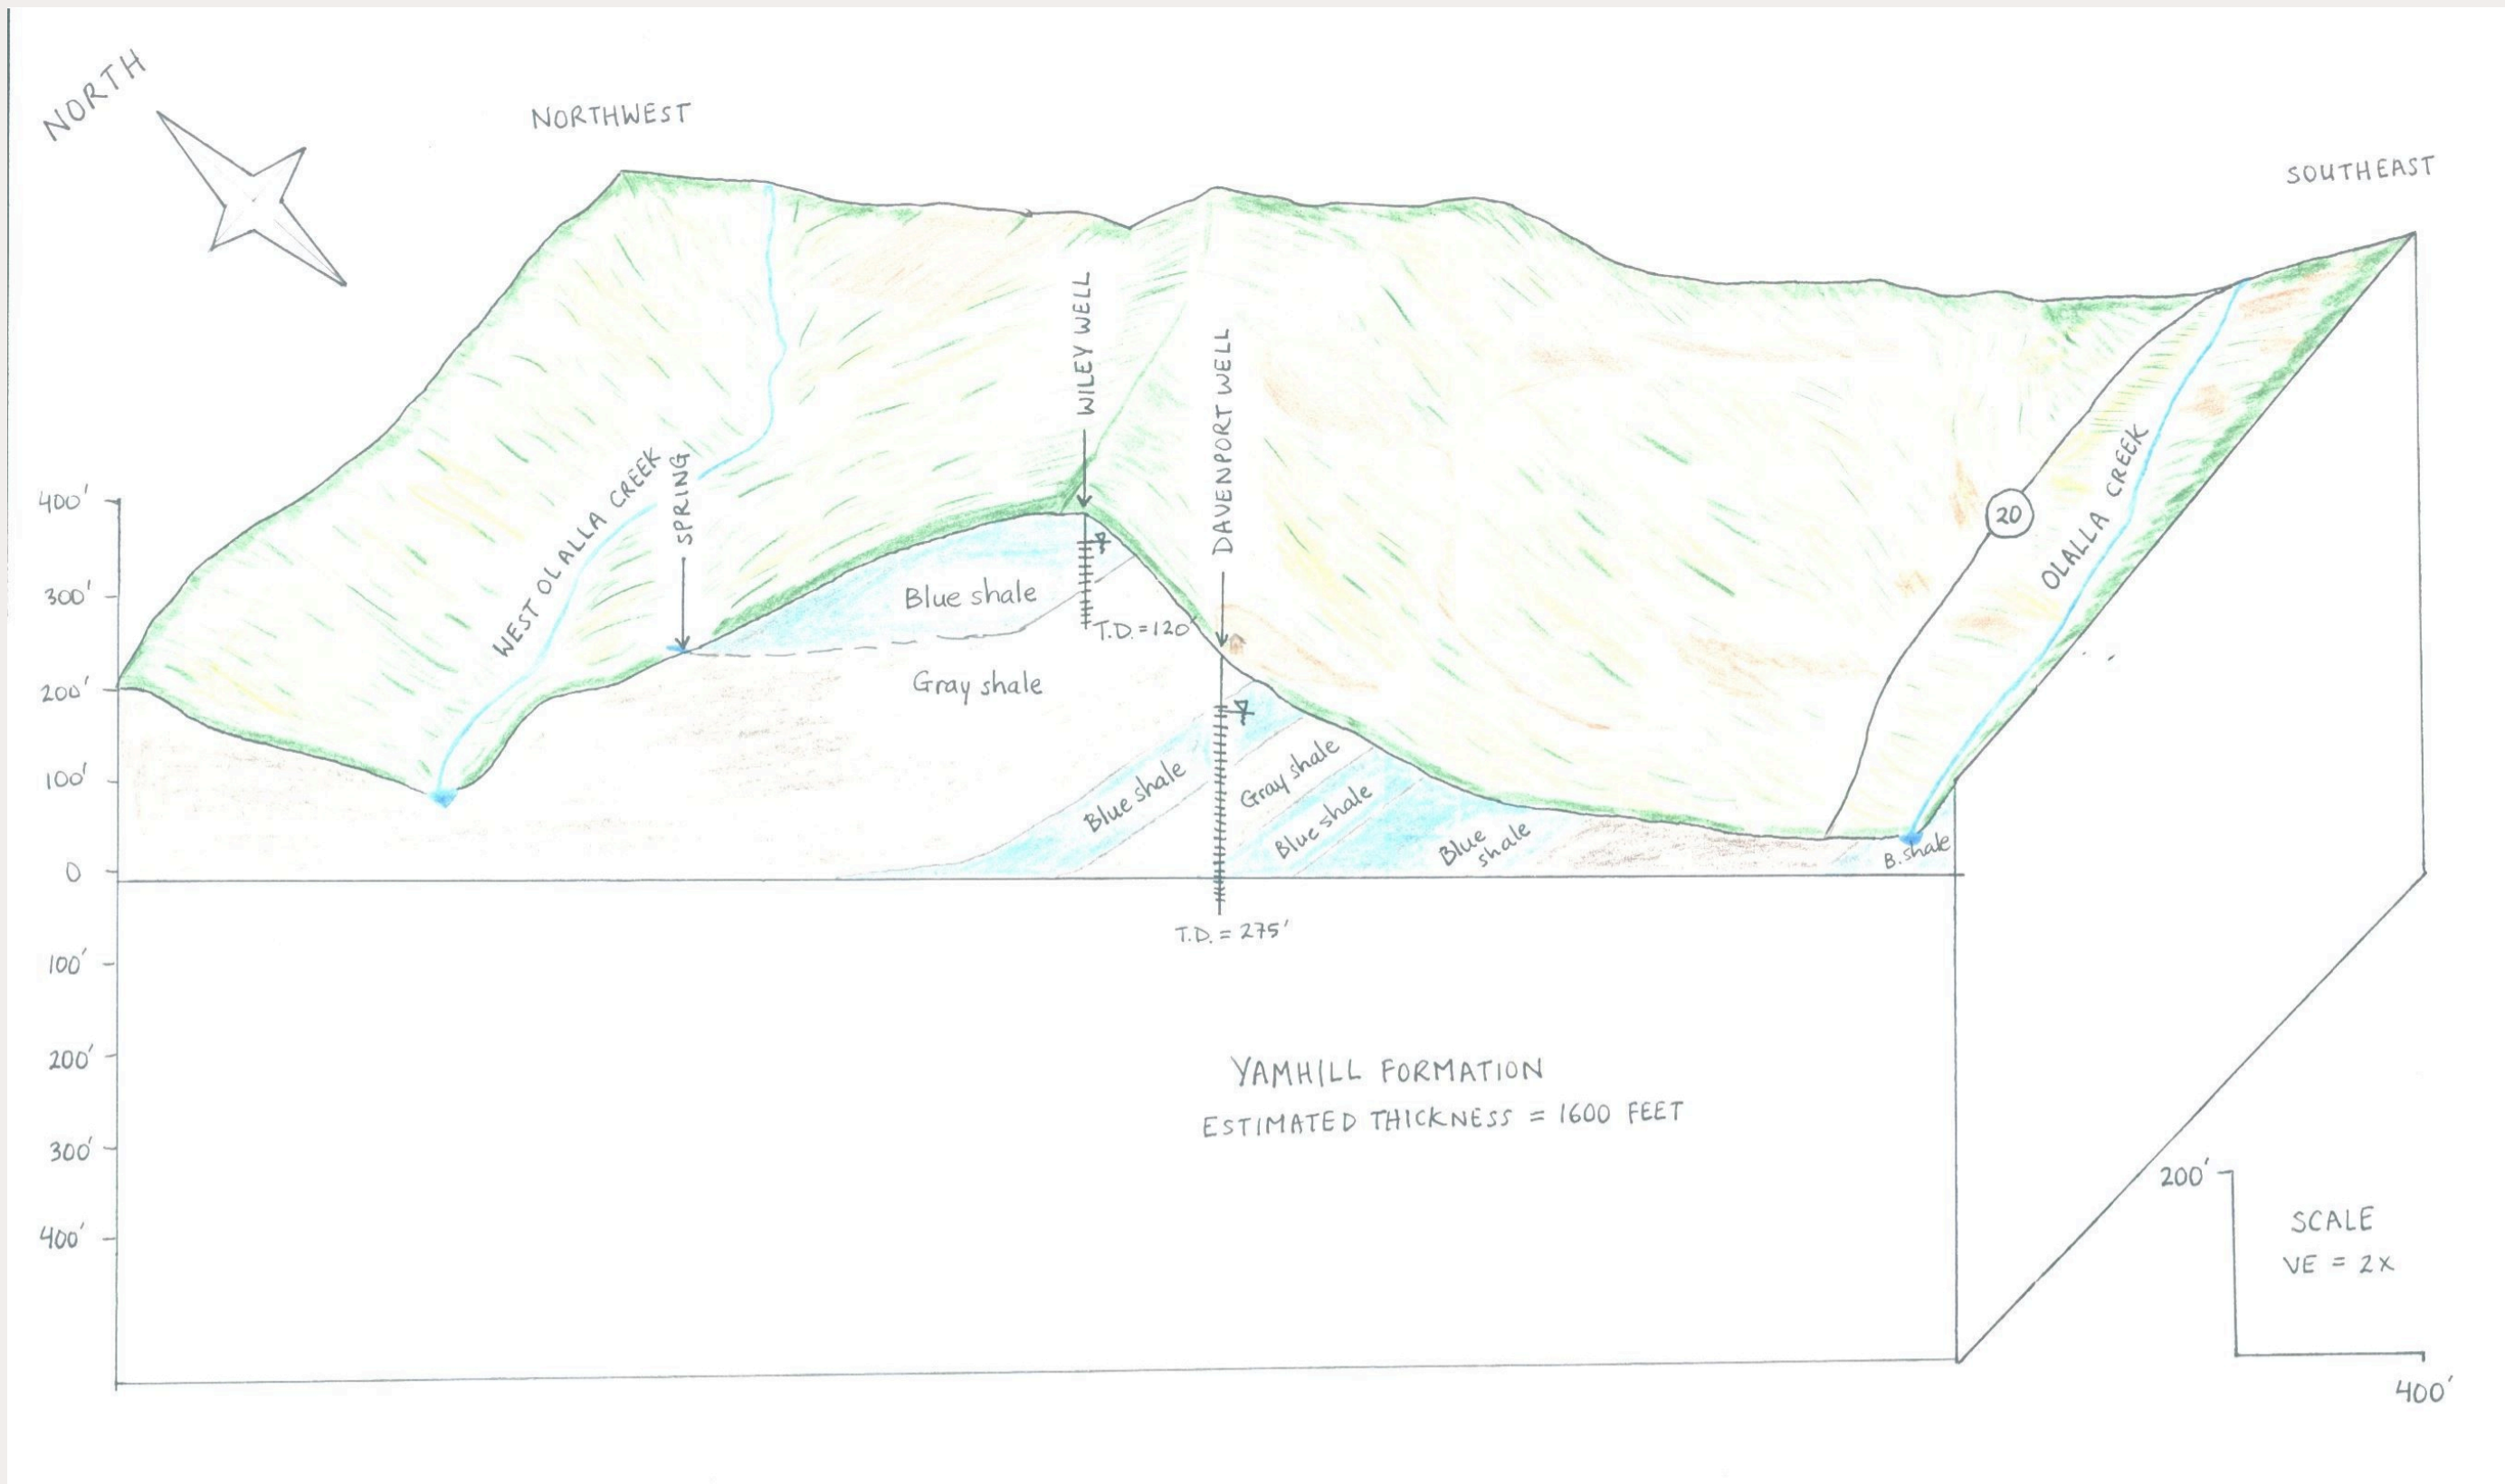 NORTH
NORTHWEST
SOUTHEAST
WILEY WELL
DAVENPORT WELL
SPRING
WEST OLALLA CREEK
OLALLA CREEK
20
400'
300'
200'
100'
0
100'
200'
300'
400'
Blue shale
T.D. = 120'
Gray shale
Blue shale
Gray shale
Blue shale
Blue
shale
B. shale
T.D. = 275'
YAMHILL FORMATION
ESTIMATED THICKNESS = 1600 FEET
200'
SCALE
VE = 2X
400'